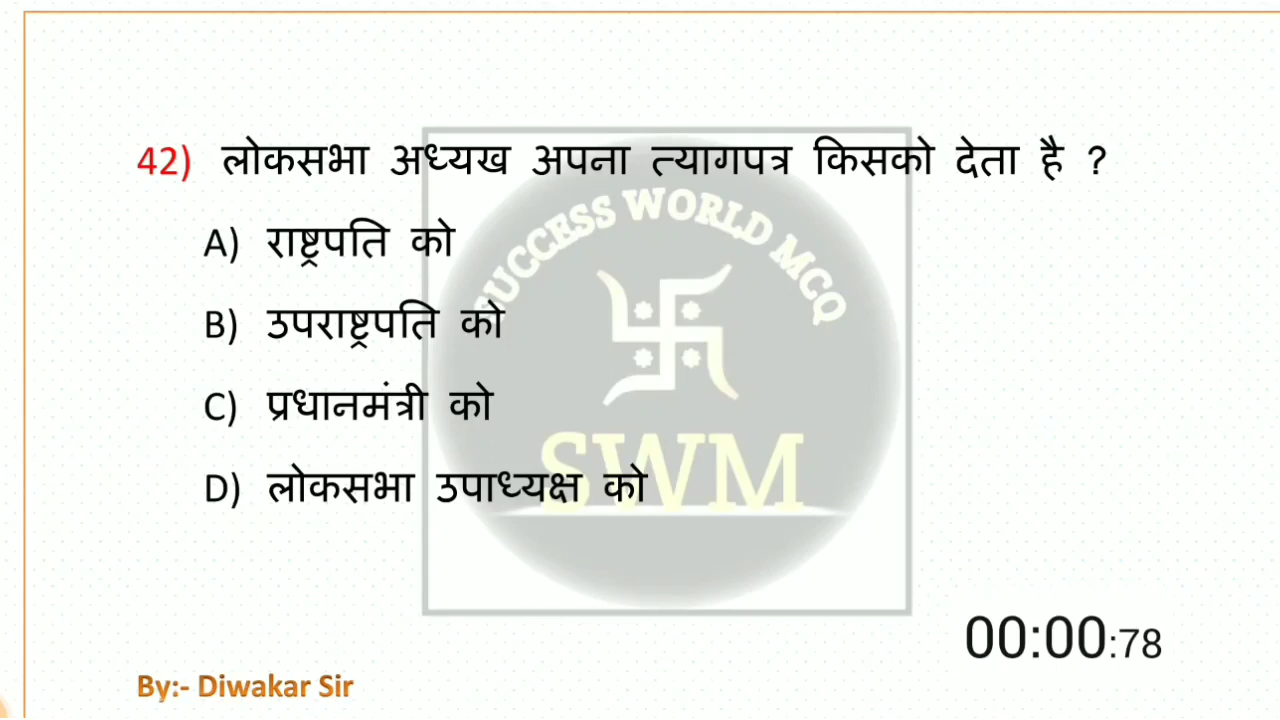 42) लोकसभा अध्यख अपना त्यागपत्र किसको देता है ?
A) राष्ट्रपति को
B) उपराष्ट्रपति को
C) प्रधानमंत्री को
D) लोकसभा उपाध्यक्ष को
SUCCESS WORLD MCQ
SWM
00:00:78
By:- Diwakar Sir